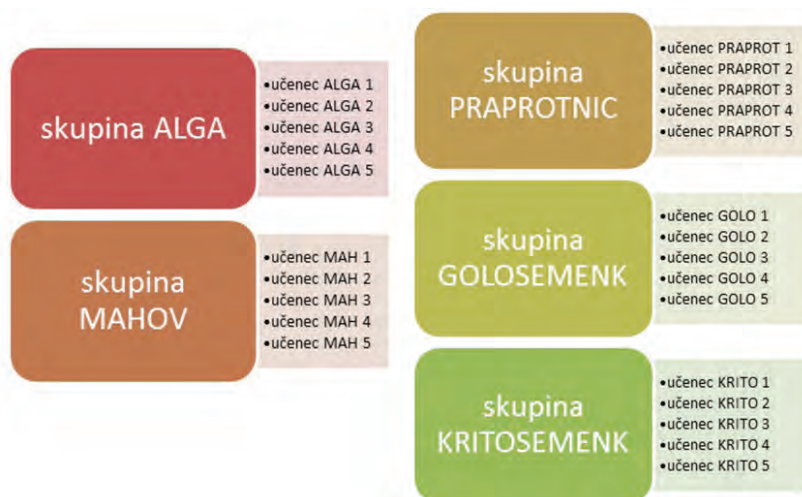 skupina ALGA
•učenec ALGA 1
•učenec ALGA 2
•učenec ALGA 3
•učenec ALGA 4
•učenec ALGA 5
skupina
MAHOV
•učenec MAH 1
•učenec MAH 2
•učenec MAH 3
•učenec MAH 4
•učenec MAH 5
skupina
PRAPROTNIC
•učenec PRAPROT 1
•učenec PRAPROT 2
•učenec PRAPROT 3
•učenec PRAPROT 4
•učenec PRAPROT 5
skupina
GOLOSEMENK
•učenec GOLO 1
•učenec GOLO 2
•učenec GOLO 3
•učenec GOLO 4
•učenec GOLO 5
skupina
KRITOSEMENK
•učenec KRITO 1
•učenec KRITO 2
•učenec KRITO 3
•učenec KRITO 4
•učenec KRITO 5